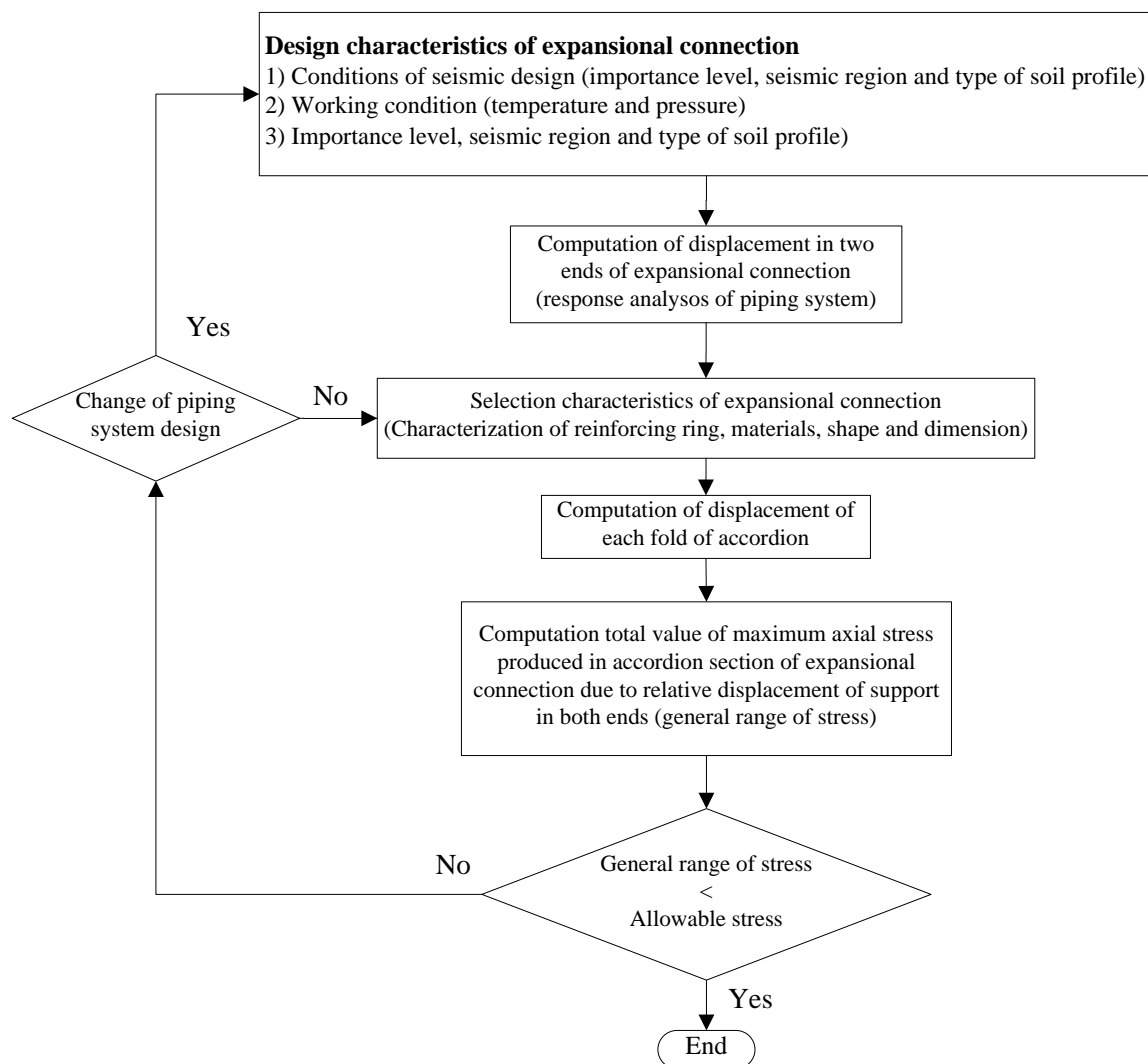 Design characteristics of expansional connection
1) Conditions of seismic design (importance level, seismic region and type of soil profile)
2) Working condition (temperature and pressure)
3) Importance level, seismic region and type of soil profile)
Computation of displacement in two
ends of expansional connection
(response analysos of piping system)
Yes
Change of piping
system design
No
Selection characteristics of expansional connection
(Characterization of reinforcing ring, materials, shape and dimension)
Computation of displacement of
each fold of accordion
Computation total value of maximum axial stress
produced in accordion section of expansional
connection due to relative displacement of support
in both ends (general range of stress)
No
General range of stress
<
Allowable stress
Yes
End